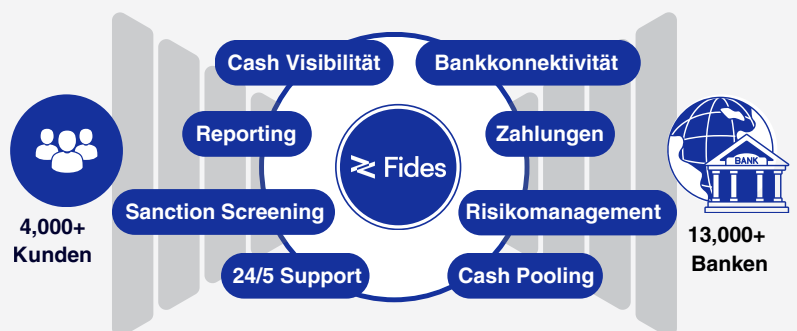 Cash Visibilität
Bankkonnektivität
Reporting
Zahlungen
Fides
BANK
Sanction Screening
Risikomanagement
4,000+
Kunden
13,000+
Banken
24/5 Support
Cash Pooling